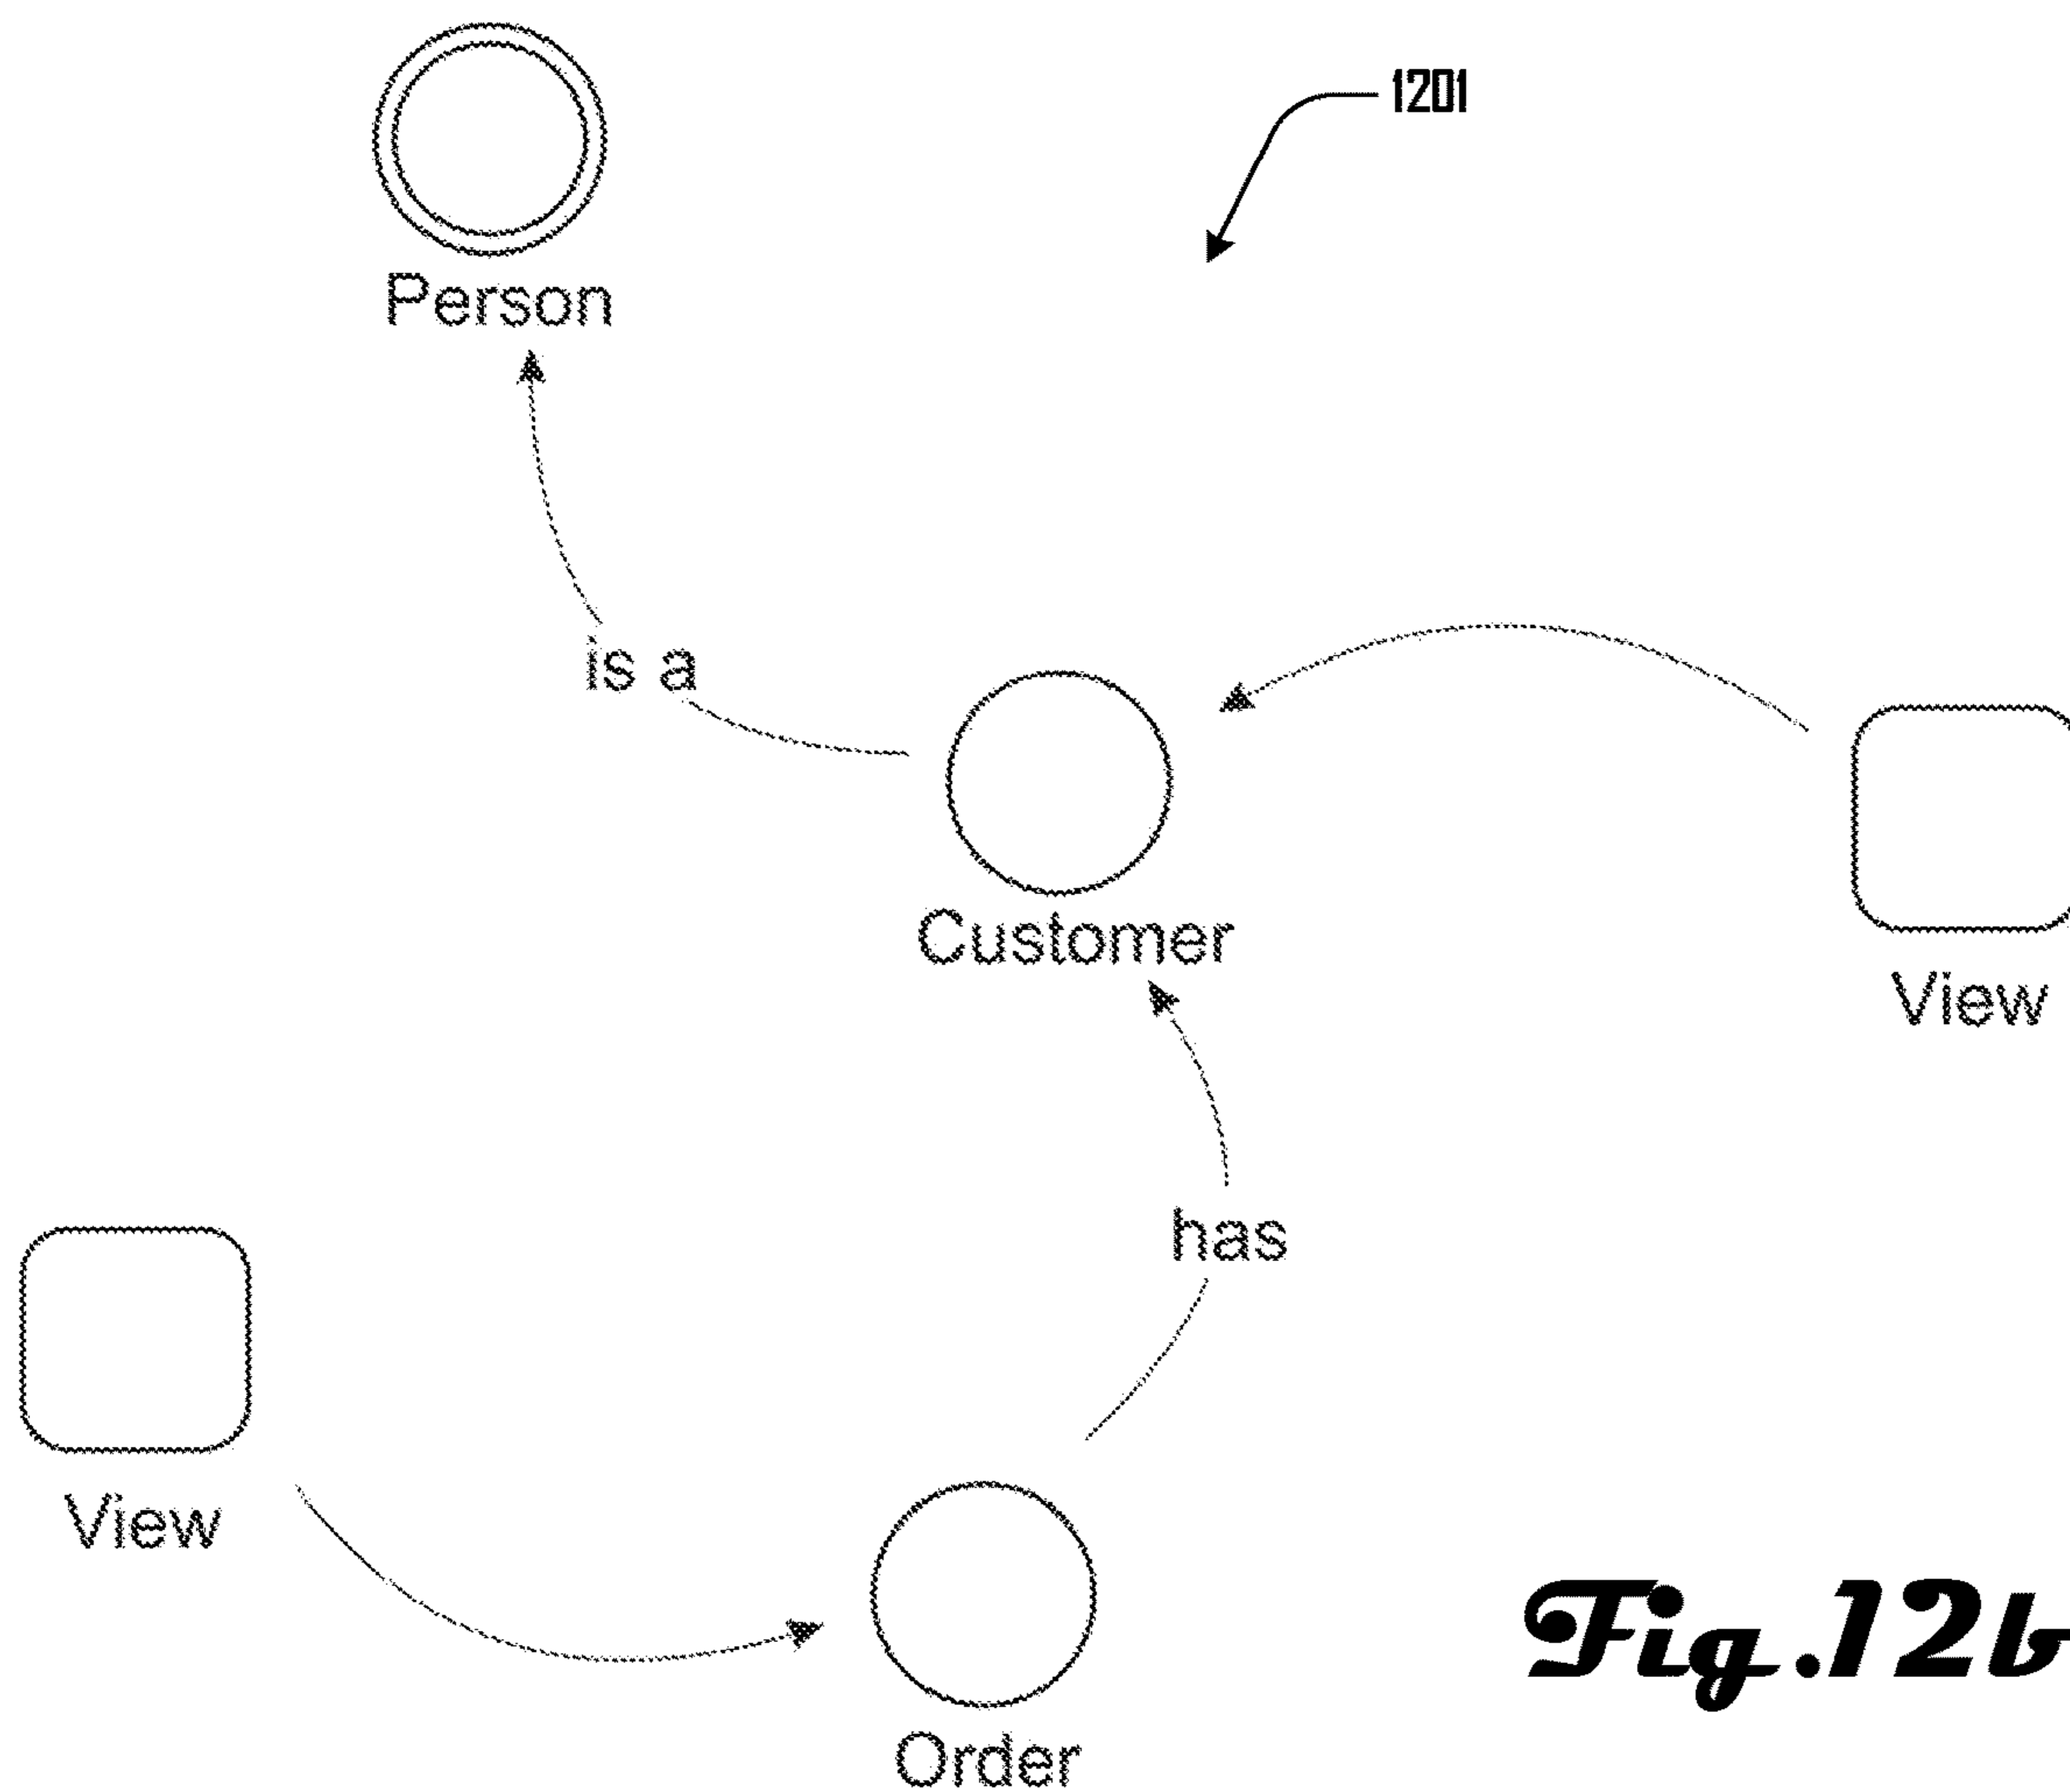 1201
Person
is a
Customer
View
has
View
Order
Fig.12b